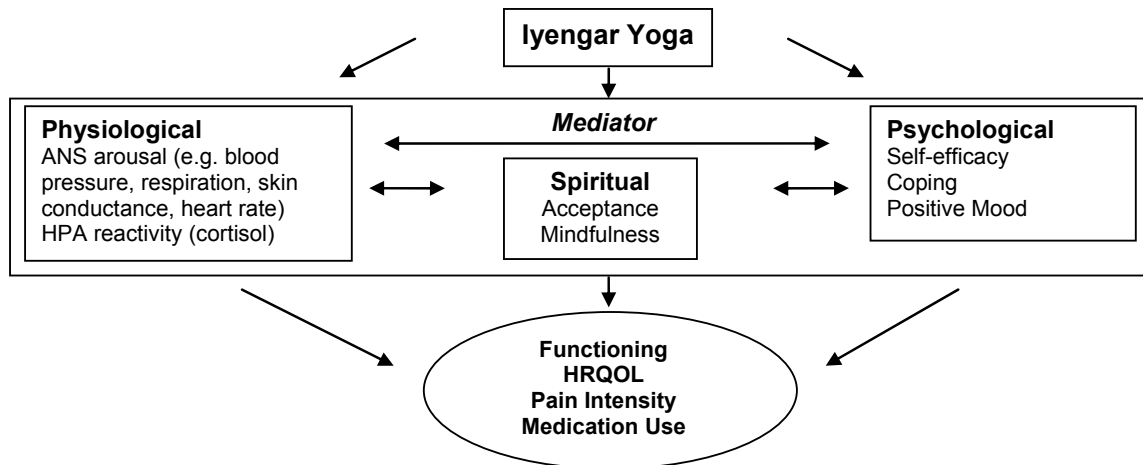 Iyengar Yoga
Mediator
Physiological
ANS arousal (e.g. blood
pressure, respiration, skin
conductance, heart rate)
HPA reactivity (cortisol)
Spiritual
Acceptance
Mindfulness
Psychological
Self-efficacy
Coping
Positive Mood
Functioning
HRQOL
Pain Intensity
Medication Use